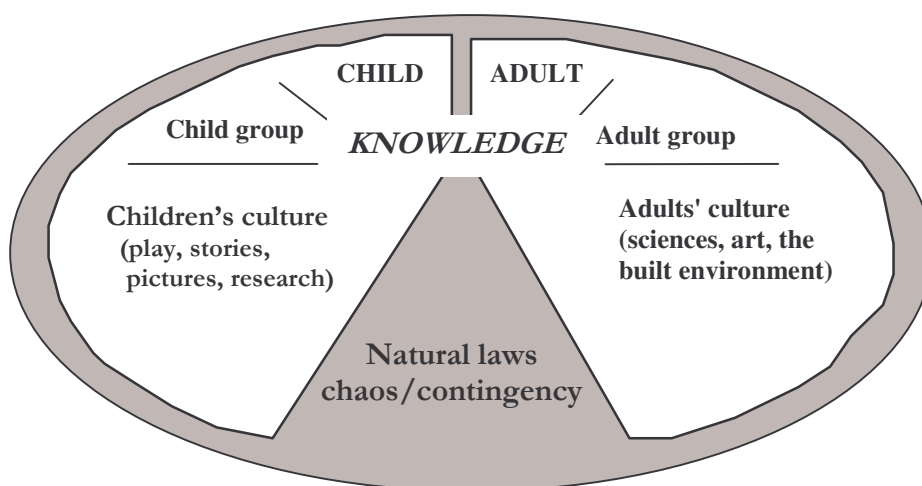 CHILD
ADULT
Child group
KNOWLEDGE
Adult group
Children’s culture
(play, stories,
pictures, research)
Adults' culture
(sciences, art, the
built environment)
Natural laws
chaos/contingency